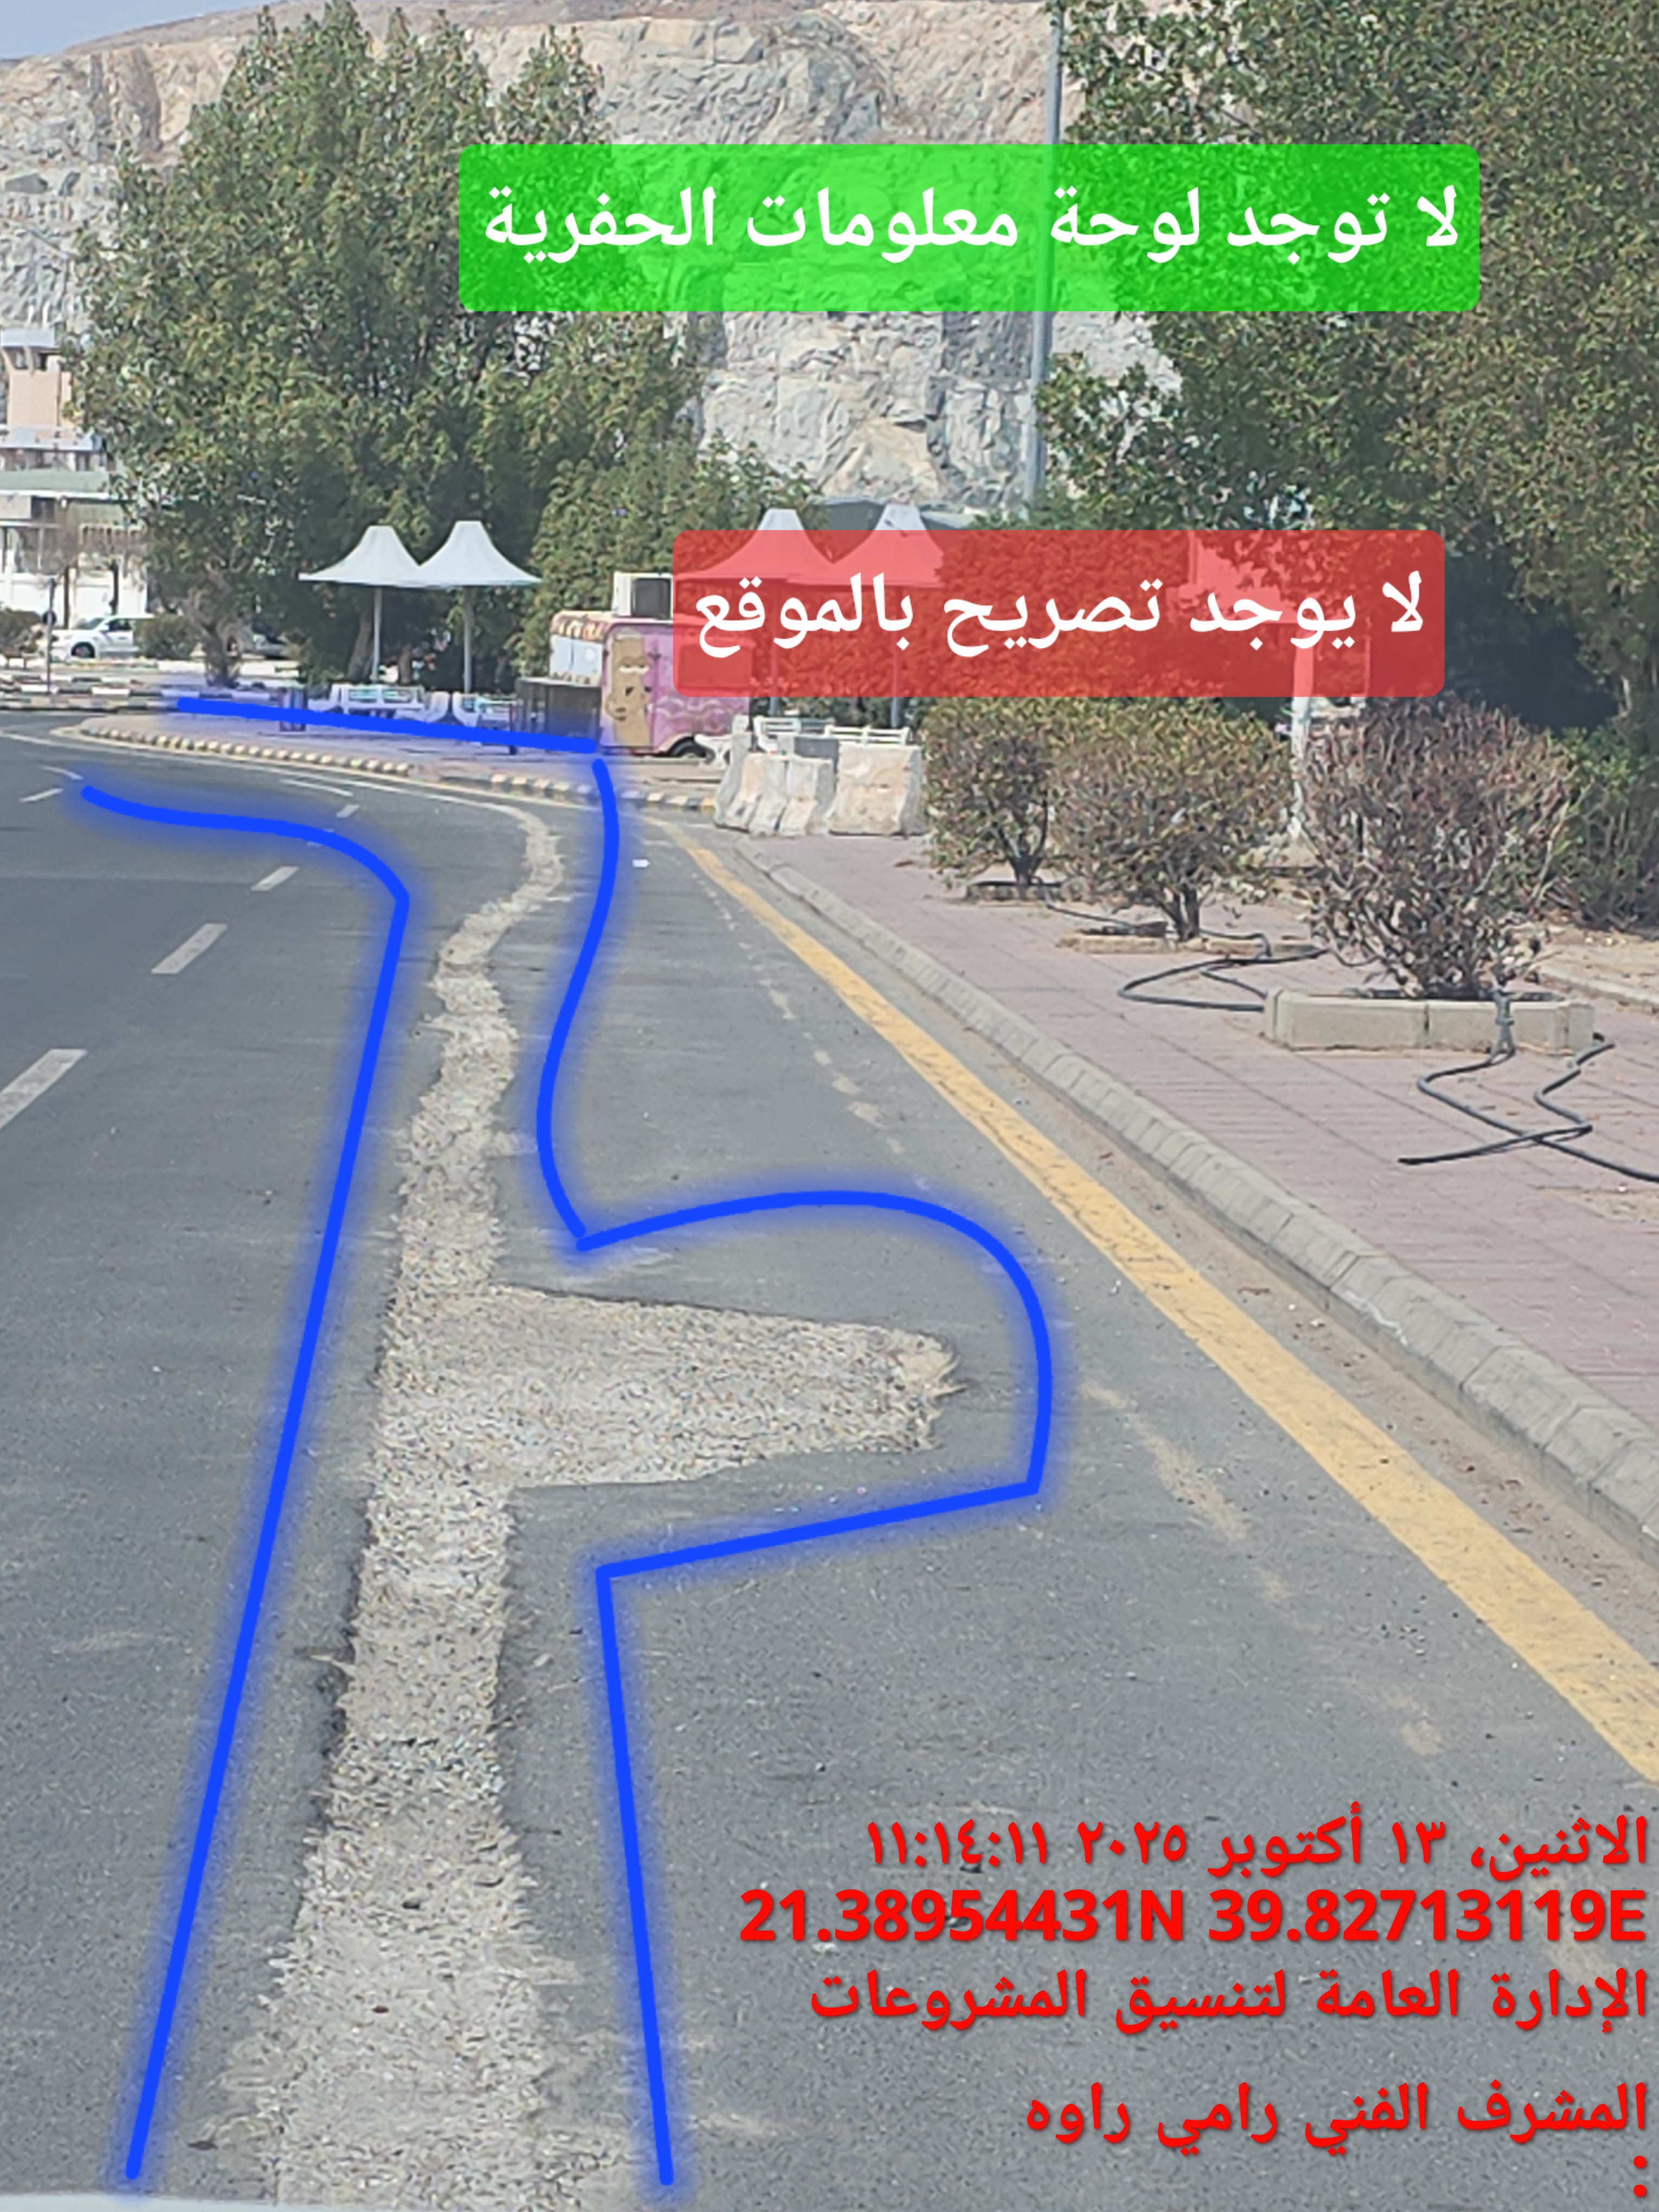 لا توجد لوحة معلومات الحفرية
لا يوجد تصريح بالموقع
الاثنين، ١٣ أكتوبر ٢٠٢٥ ١١:١٤:١١
21.38954431N 39.82713119E
الإدارة العامة لتنسيق المشروعات
المشرف الفني رامي راوه
: